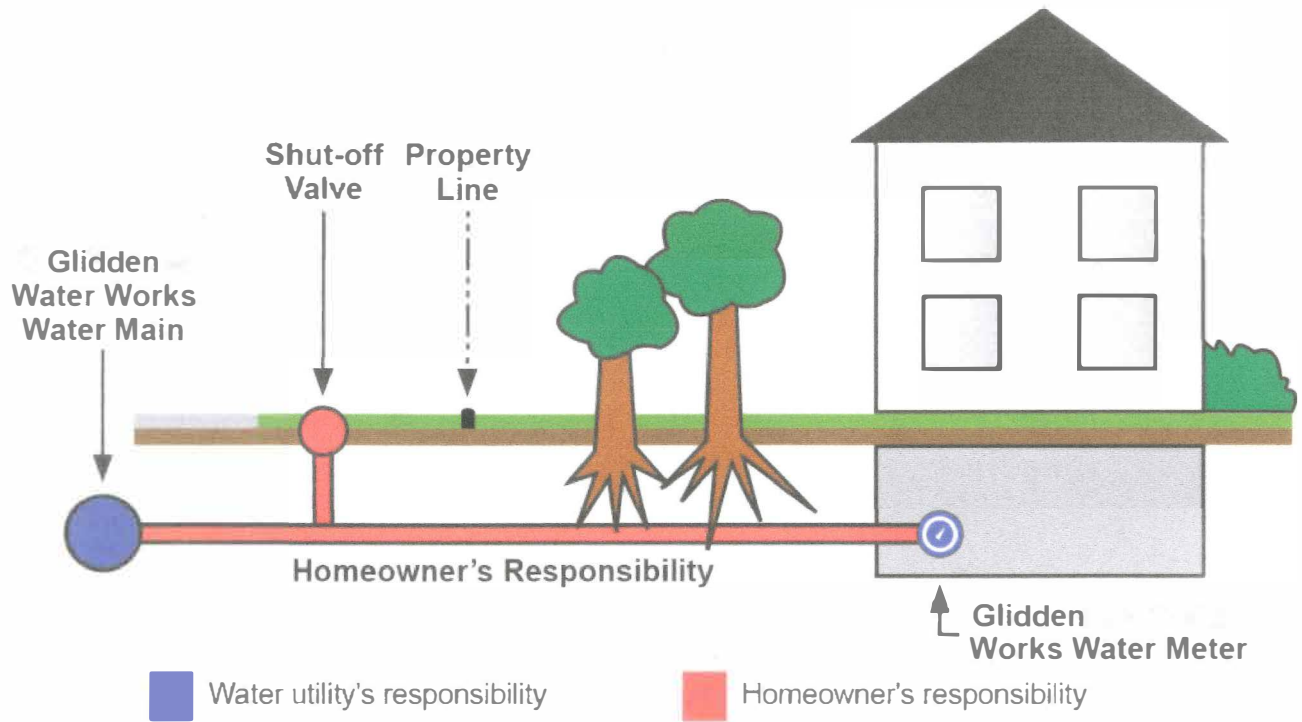 Shut-off
Valve
Property
Line
Glidden
Water Works
Water Main
Homeowner's Responsibility
Glidden
Works Water Meter
Water utility's responsibility
Homeowner's responsibility